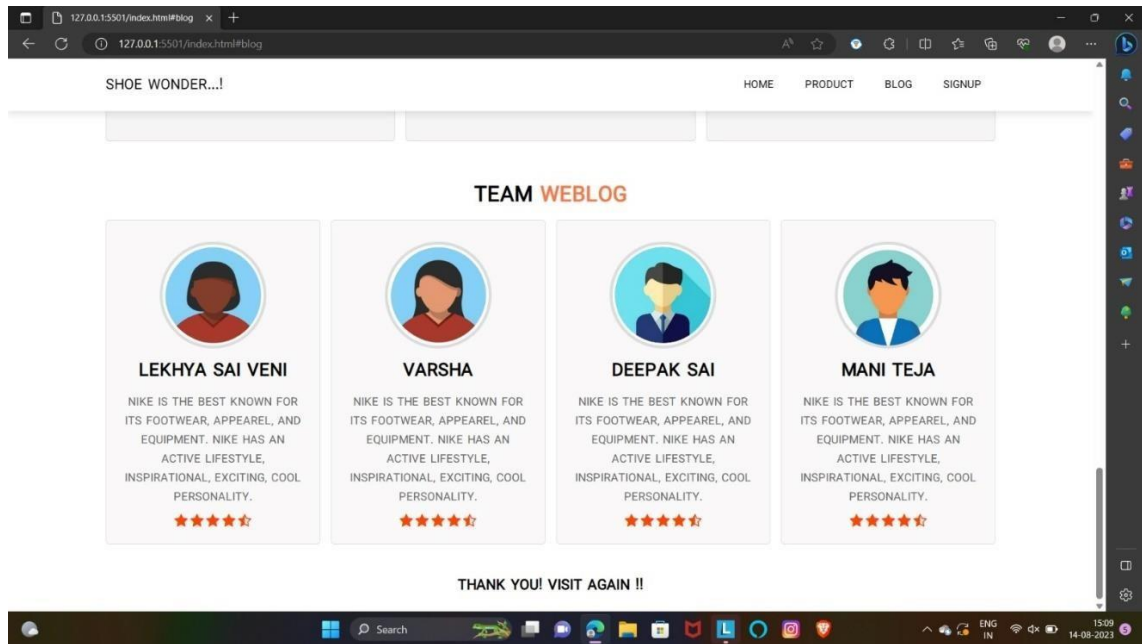 127.0.0.1:5501/index.html#blog
127.0.0.1:5501/index.html#blog
SHOE WONDER...!
HOME PRODUCT BLOG SIGNUP
TEAM WEBLOG
LEKHYA SAI VENI
NIKE IS THE BEST KNOWN FOR
ITS FOOTWEAR, APPEAREL, AND
EQUIPMENT. NIKE HAS AN
ACTIVE LIFESTYLE,
INSPIRATIONAL, EXCITING, COOL
PERSONALITY.
VARSHA
NIKE IS THE BEST KNOWN FOR
ITS FOOTWEAR, APPEAREL, AND
EQUIPMENT. NIKE HAS AN
ACTIVE LIFESTYLE,
INSPIRATIONAL, EXCITING, COOL
PERSONALITY.
DEEPAK SAI
NIKE IS THE BEST KNOWN FOR
ITS FOOTWEAR, APPEAREL, AND
EQUIPMENT. NIKE HAS AN
ACTIVE LIFESTYLE,
INSPIRATIONAL, EXCITING, COOL
PERSONALITY.
MANI TEJA
NIKE IS THE BEST KNOWN FOR
ITS FOOTWEAR, APPEAREL, AND
EQUIPMENT. NIKE HAS AN
ACTIVE LIFESTYLE,
INSPIRATIONAL, EXCITING, COOL
PERSONALITY.
THANK YOU! VISIT AGAIN !!
Search
ENG
IN
15:09
14-08-2023
5